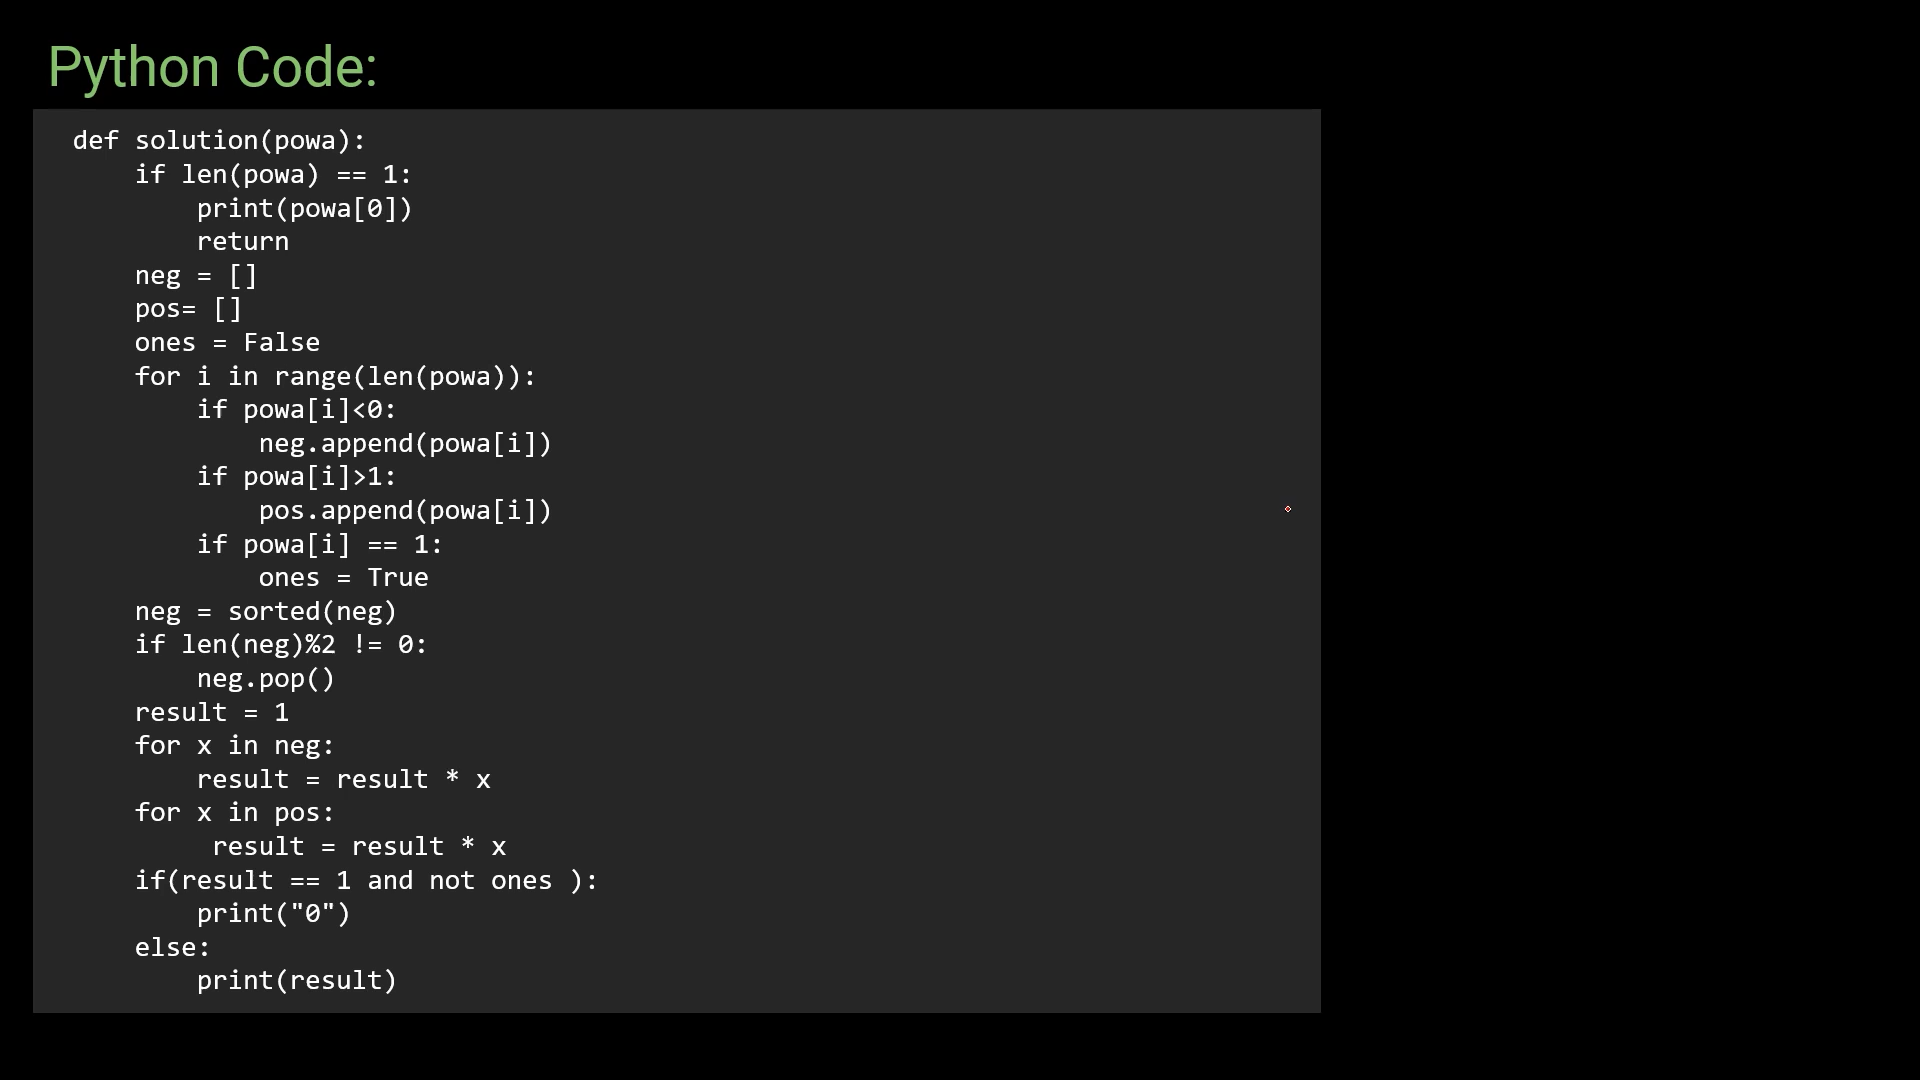 Python Code:
def solution(powa):
    if len(powa) == 1:
        print(powa[0])
        return
    neg = []
    pos= []
    ones = False
    for i in range(len(powa)):
        if powa[i]<0:
            neg.append(powa[i])
        if powa[i]>1:
            pos.append(powa[i])
        if powa[i] == 1:
            ones = True
    neg = sorted(neg)
    if len(neg)%2 != 0:
        neg.pop()
    result = 1
    for x in neg:
        result = result * x
    for x in pos:
         result = result * x
    if(result == 1 and not ones ):
        print("0")
    else:
        print(result)